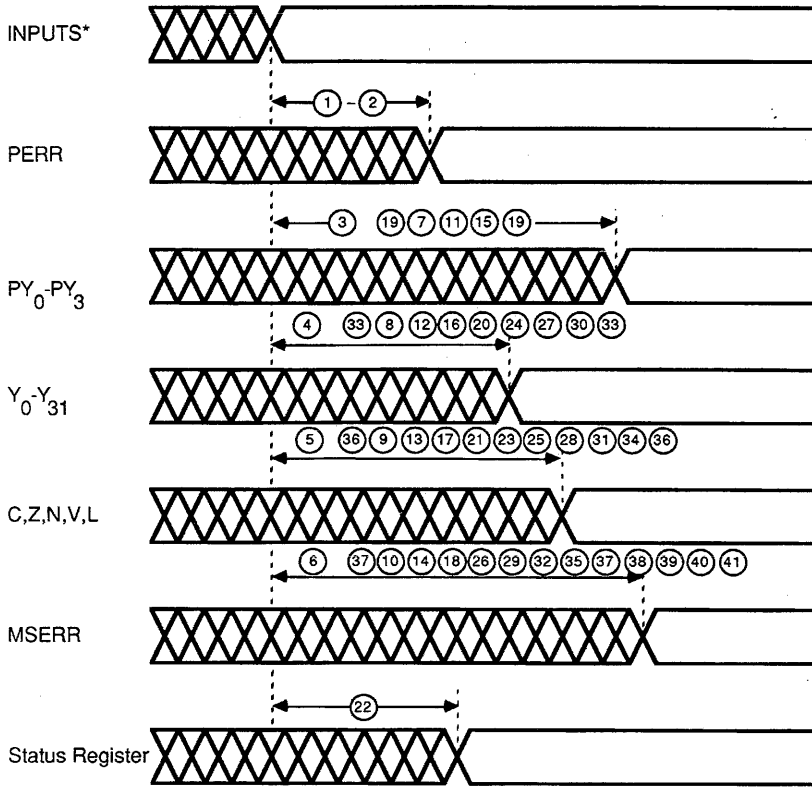 INPUTS*
1 - 2
PERR
3 19 7 11 15 19
PY0-PY3
4 33 8 12 16 20 24 27 30 33
Y0-Y31
5 36 9 13 17 21 23 25 28 31 34 36
C,Z,N,V,L
6 37 10 14 18 26 29 32 35 37 38 39 40 41
MSERR
22
Status Register